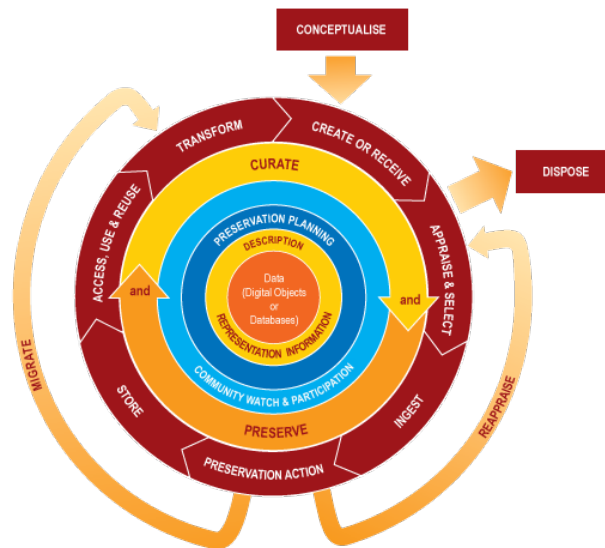 CONCEPTUALISE
CREATE OR RECEIVE
TRANSFORM
DISPOSE
CURATE
APPRAISE & SELECT
ACCESS, USE & REUSE
PRESERVATION PLANNING
DESCRIPTION
Data
(Digital Objects
or
Databases)
and
and
REPRESENTATION INFORMATION
COMMUNITY WATCH & PARTICIPATION
PRESERVE
MIGRATE
REAPPRAISE
STORE
INGEST
PRESERVATION ACTION